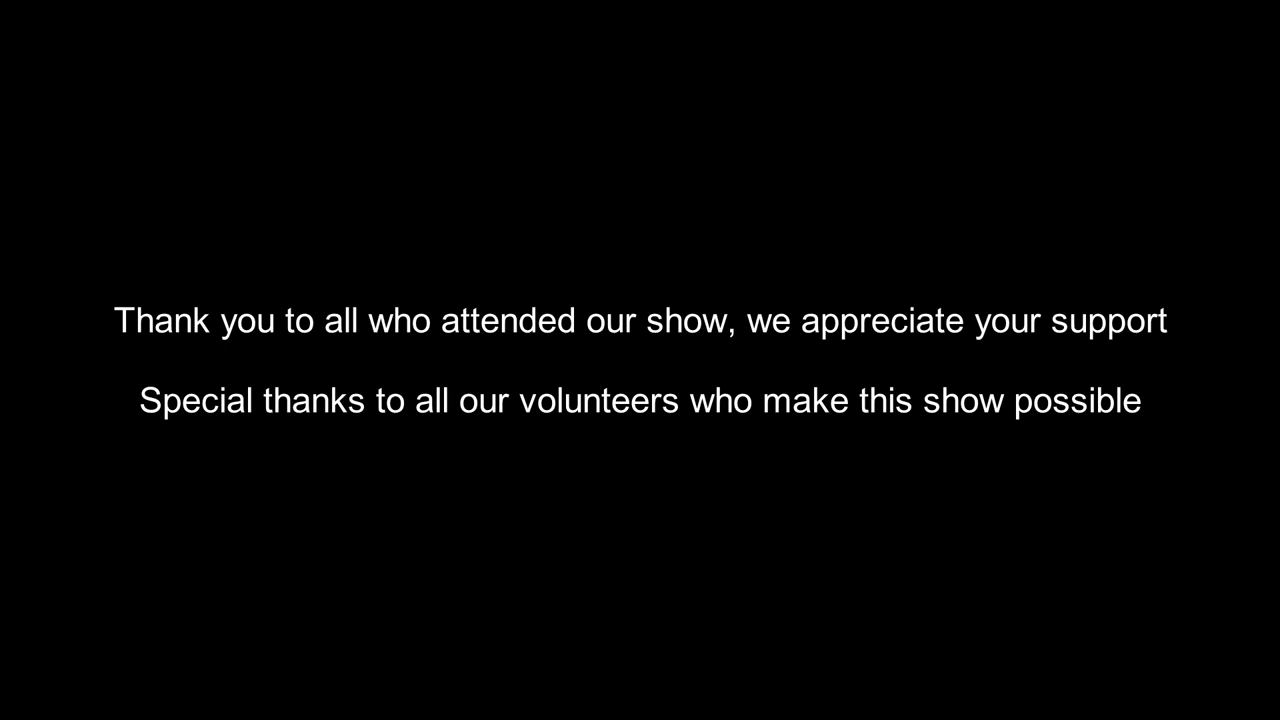 Thank you to all who attended our show, we appreciate your support
Special thanks to all our volunteers who make this show possible